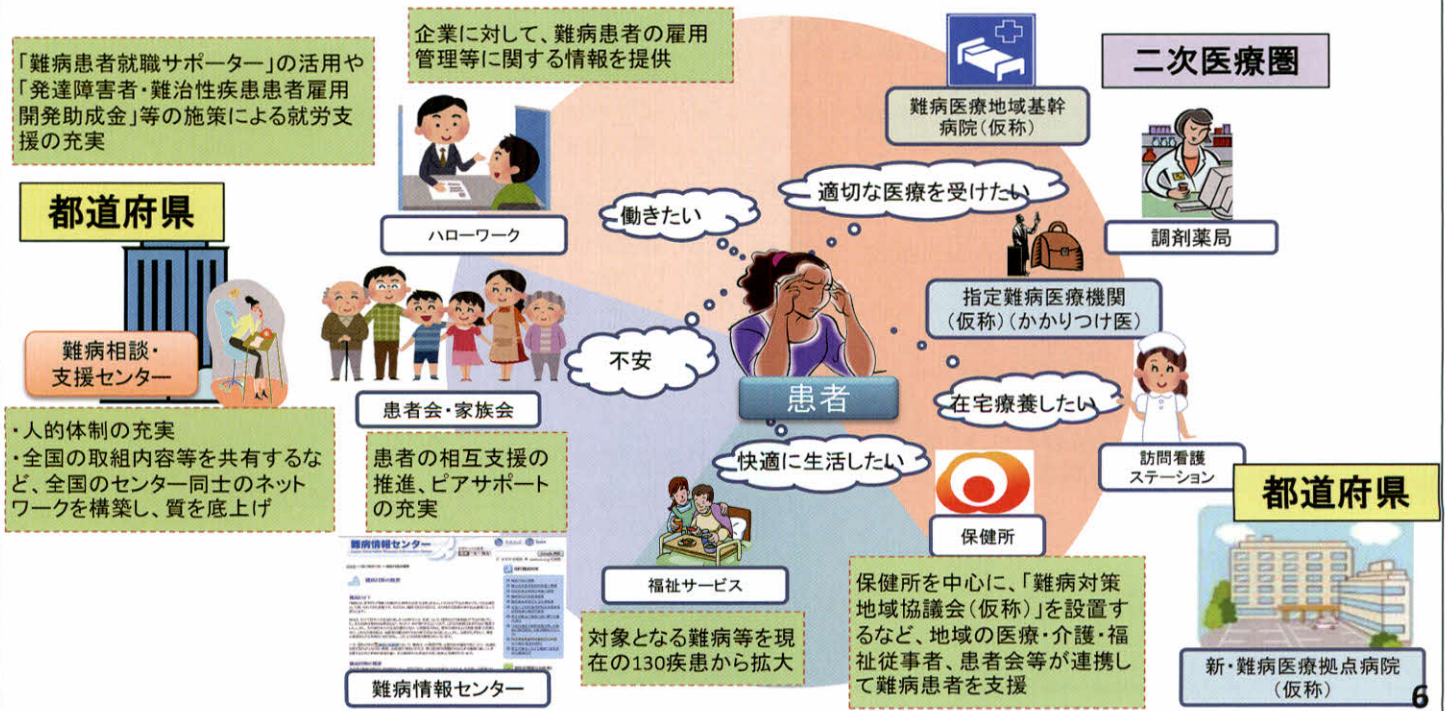 「難病患者就職サポーター」の活用や
「発達障害者・難治性疾患患者雇用
開発助成金」等の施策による就労支
援の充実
企業に対して、難病患者の雇用
管理等に関する情報を提供
難病医療地域基幹
病院(仮称)
二次医療圏
調剤薬局
都道府県
難病相談・
支援センター
ハローワーク
働きたい
適切な医療を受けたい
指定難病医療機関
(仮称)(かかりつけ医)
患者会・家族会
不安
患者
在宅療養したい
訪問看護
ステーション
・人的体制の充実
・全国の取組内容等を共有するな
ど、全国のセンター同士のネット
ワークを構築し、質を底上げ
患者の相互支援の
推進、ピアサポート
の充実
快適に生活したい
福祉サービス
保健所
都道府県
難病情報センター
難病情報センター
対象となる難病等を現
在の130疾患から拡大
保健所を中心に、「難病対策
地域協議会(仮称)」を設置す
るなど、地域の医療・介護・福
祉従事者、患者会等が連携し
て難病患者を支援
新・難病医療拠点病院
(仮称)
6